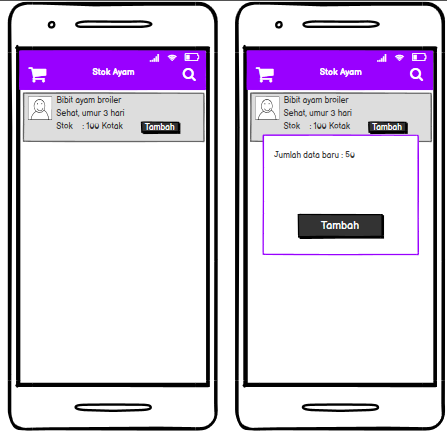 Stok Ayam
Bibit ayam broiler
Sehat, umur 3 hari
Stok : 100 Kotak
Tambah
Stok Ayam
Bibit ayam broiler
Sehat, umur 3 hari
Stok : 100 Kotak
Tambah
Jumlah data baru : 50
Tambah